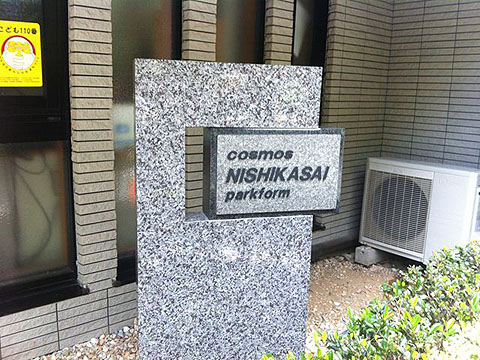 こども110番
cosmos
NISHIKASAI
parkform